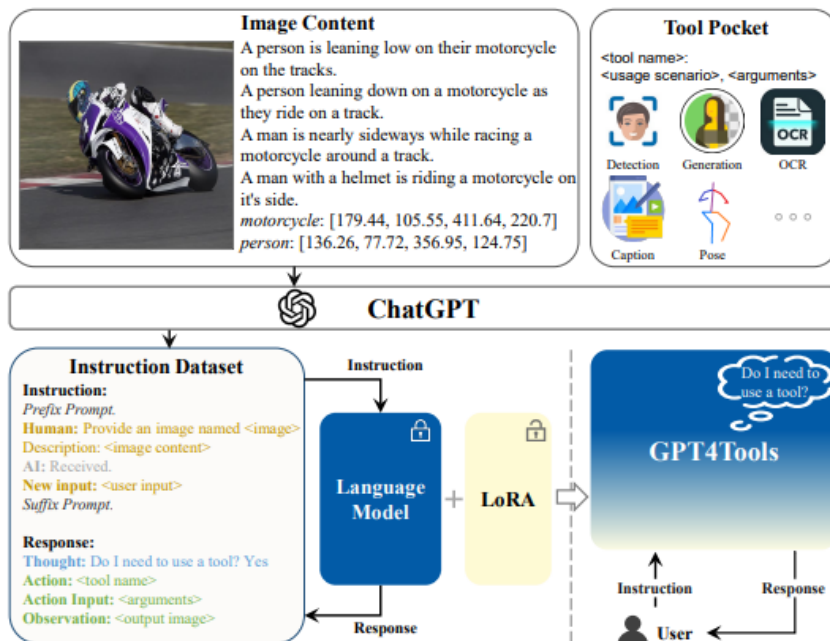 Image Content
A person is leaning low on their motorcycle
on the tracks.
A person leaning down on a motorcycle as
they ride on a track.
A man is nearly sideways while racing a
motorcycle around a track.
A man with a helmet is riding a motorcycle on
it's side.
motorcycle: [179.44, 105.55, 411.64, 220.7]
person: [136.26, 77.72, 356.95, 124.75]
Tool Pocket
<tool name>:
<usage scenario>, <arguments>
OCR
Detection
Generation
OCR
Caption
Pose
ChatGPT
Instruction Dataset
Instruction:
Prefix Prompt.
Human: Provide an image named <image>
Description: <image content>
AI: Received.
New input: <user input>
Suffix Prompt.
Response:
Thought: Do I need to use a tool? Yes
Action: <tool name>
Action Input: <arguments>
Observation: <output image>
Instruction
Language
Model
+
LoRA
Response
Do I need to
use a tool?
GPT4Tools
Instruction
Response
User